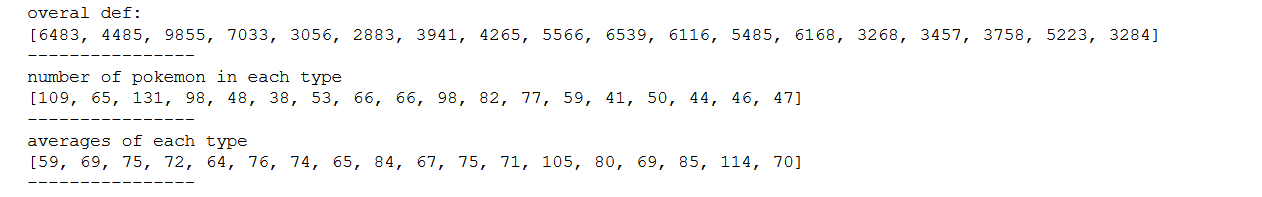 overal def:
[6483, 4485, 9855, 7033, 3056, 2883, 3941, 4265, 5566, 6539, 6116, 5485, 6168, 3268, 3457, 3758, 5223, 3284]
----------------
number of pokemon in each type
[109, 65, 131, 98, 48, 38, 53, 66, 66, 98, 82, 77, 59, 41, 50, 44, 46, 47]
----------------
averages of each type
[59, 69, 75, 72, 64, 76, 74, 65, 84, 67, 75, 71, 105, 80, 69, 85, 114, 70]
----------------